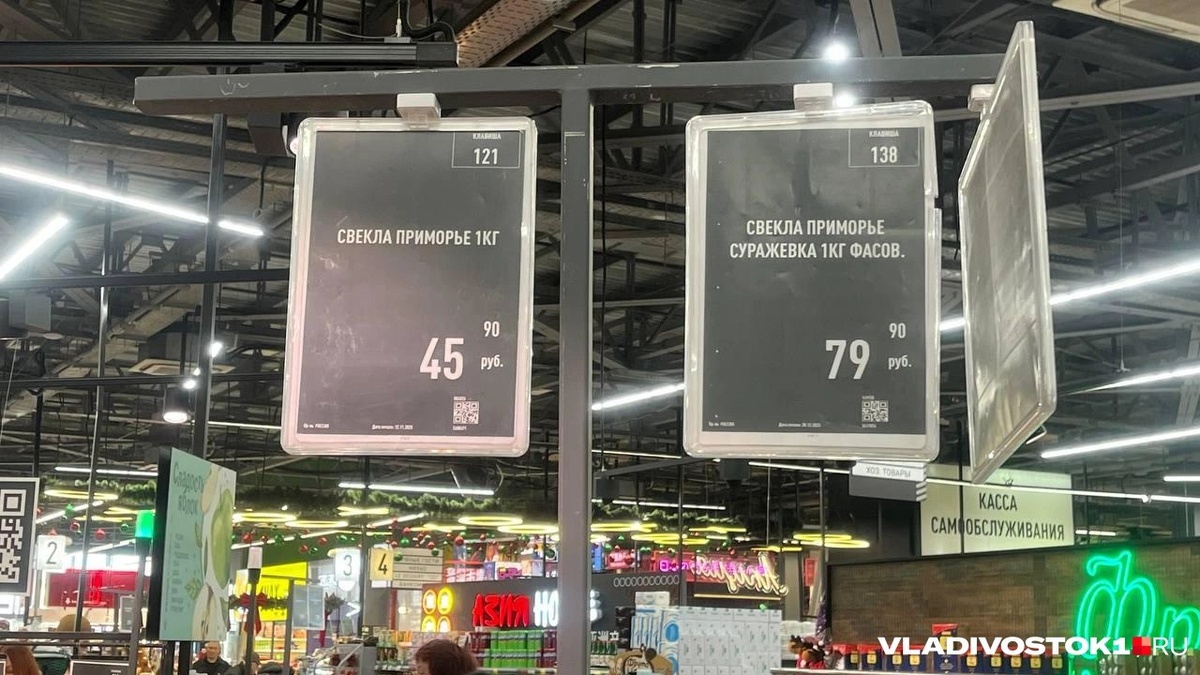 КЛАВИША
121
СВЕКЛА ПРИМОРЬЕ 1КГ
45
90
руб.
КЛАВИША
138
СВЕКЛА ПРИМОРЬЕ
СУРАЖЕВКА 1КГ ФАСОВ.
79
90
руб.
ХОЗ. ТОВАРЫ
КАССА
САМООБСЛУЖИВАНИЯ
2
3
4
VLADIVOSTOK1.RU